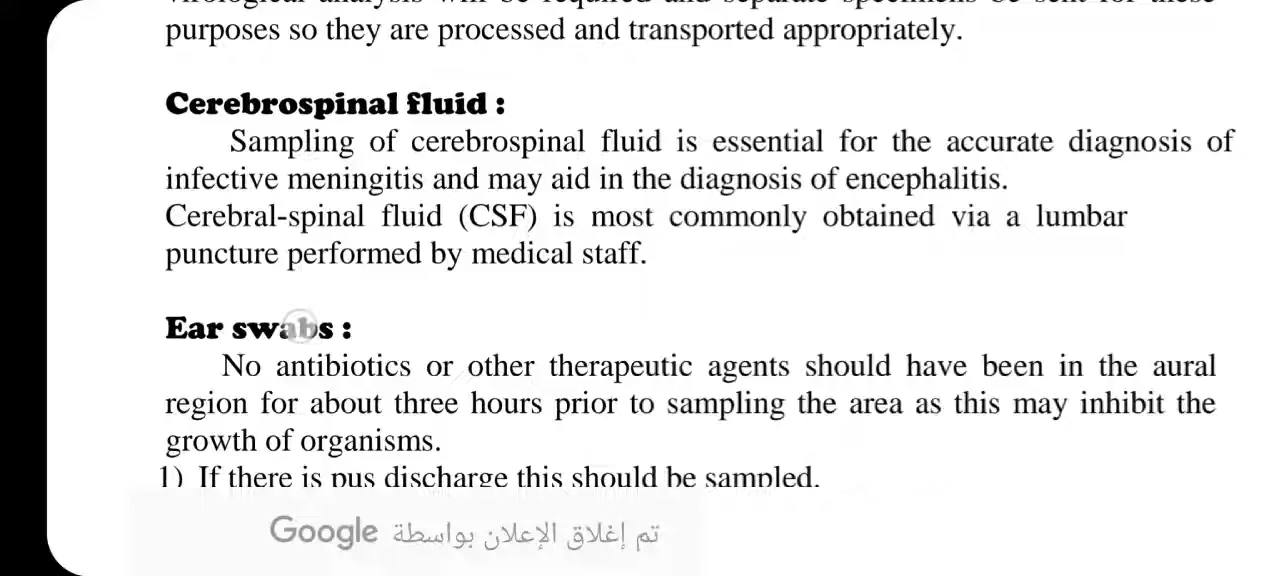 purposes so they are processed and transported appropriately.
Cerebrospinal fluid :
Sampling of cerebrospinal fluid is essential for the accurate diagnosis of
infective meningitis and may aid in the diagnosis of encephalitis.
Cerebral-spinal fluid (CSF) is most commonly obtained via a lumbar
puncture performed by medical staff.
Ear swabs :
No antibiotics or other therapeutic agents should have been in the aural
region for about three hours prior to sampling the area as this may inhibit the
growth of organisms.
1) If there is pus discharge this should be sampled.
تم إغلاق الإعلان بواسطة Google